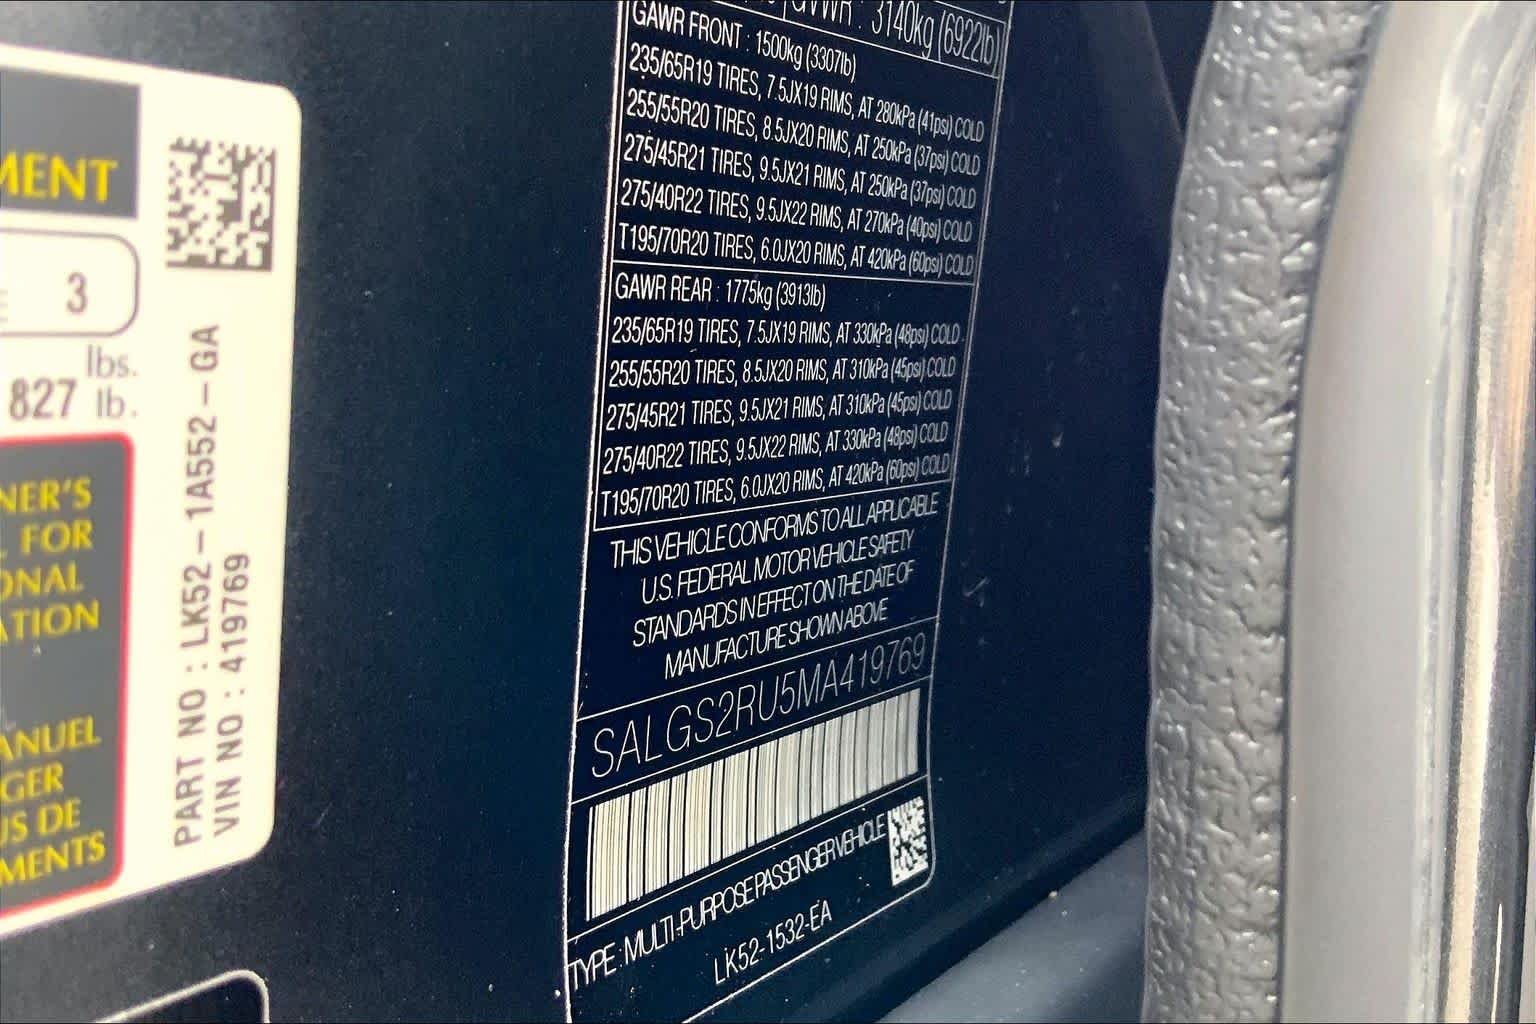 MENT
3
lbs.
827 lb.
NER'S
FOR
ONAL
ATION
ANUEL
GER
US DE
MENTS
PART NO : LK52-1A552-GA
VIN NO : 419769
GVWR : 3140kg (6922lb)
GAWR FRONT : 1500kg (3307lb)
235/65R19 TIRES, 7.5JX19 RIMS, AT 280kPa (41psi) COLD
255/55R20 TIRES, 8.5JX20 RIMS, AT 250kPa (37psi) COLD
275/45R21 TIRES, 9.5JX21 RIMS, AT 250kPa (37psi) COLD
275/40R22 TIRES, 9.5JX22 RIMS, AT 270kPa (40psi) COLD
T195/70R20 TIRES, 6.0JX20 RIMS, AT 420kPa (60psi) COLD
GAWR REAR : 1775kg (3913lb)
235/65R19 TIRES, 7.5JX19 RIMS, AT 330kPa (48psi) COLD
255/55R20 TIRES, 8.5JX20 RIMS, AT 310kPa (45psi) COLD
275/45R21 TIRES, 9.5JX21 RIMS, AT 310kPa (45psi) COLD
275/40R22 TIRES, 9.5JX22 RIMS, AT 330kPa (48psi) COLD
T195/70R20 TIRES, 6.0JX20 RIMS, AT 420kPa (60psi) COLD
THIS VEHICLE CONFORMS TO ALL APPLICABLE
U.S. FEDERAL MOTOR VEHICLE SAFETY
STANDARDS IN EFFECT ON THE DATE OF
MANUFACTURE SHOWN ABOVE
SALGS2RU5MA419769
TYPE : MULTI-PURPOSE PASSENGER VEHICLE
LK52-1532-EA